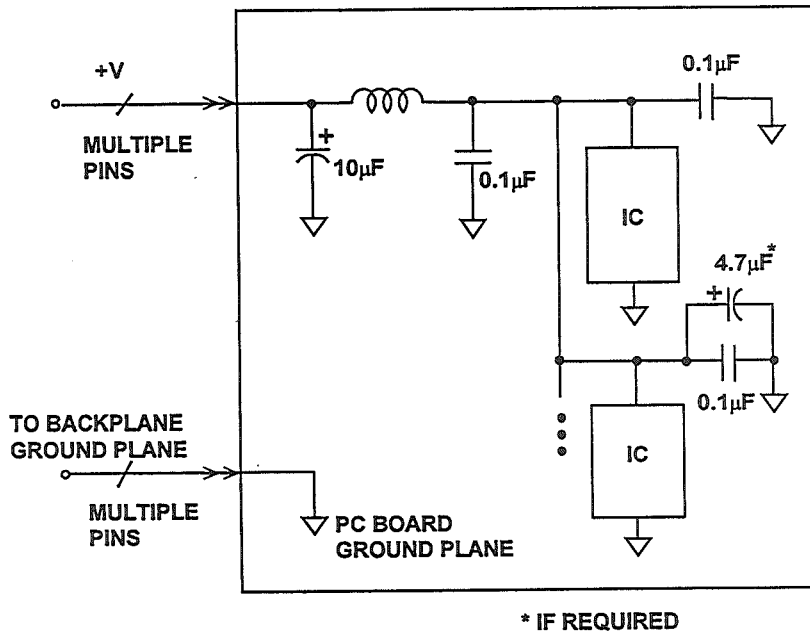 +V
MULTIPLE
PINS
+
10μF
0.1μF
0.1μF
IC
4.7μF*
+
0.1μF
IC
TO BACKPLANE
GROUND PLANE
MULTIPLE
PINS
PC BOARD
GROUND PLANE
* IF REQUIRED